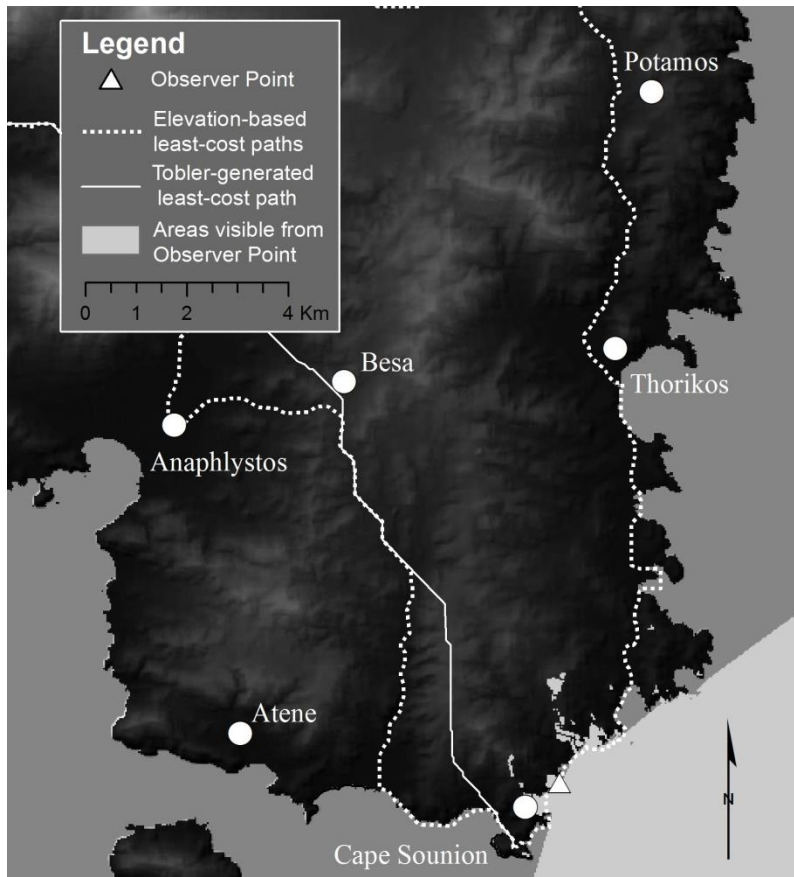 Legend
Observer Point
Elevation-based
least-cost paths
Tobler-generated
least-cost path
Areas visible from
Observer Point
0 1 2 4 Km
Potamos
Besa
Thorikos
Anaphlystos
Atene
N
Cape Sounion